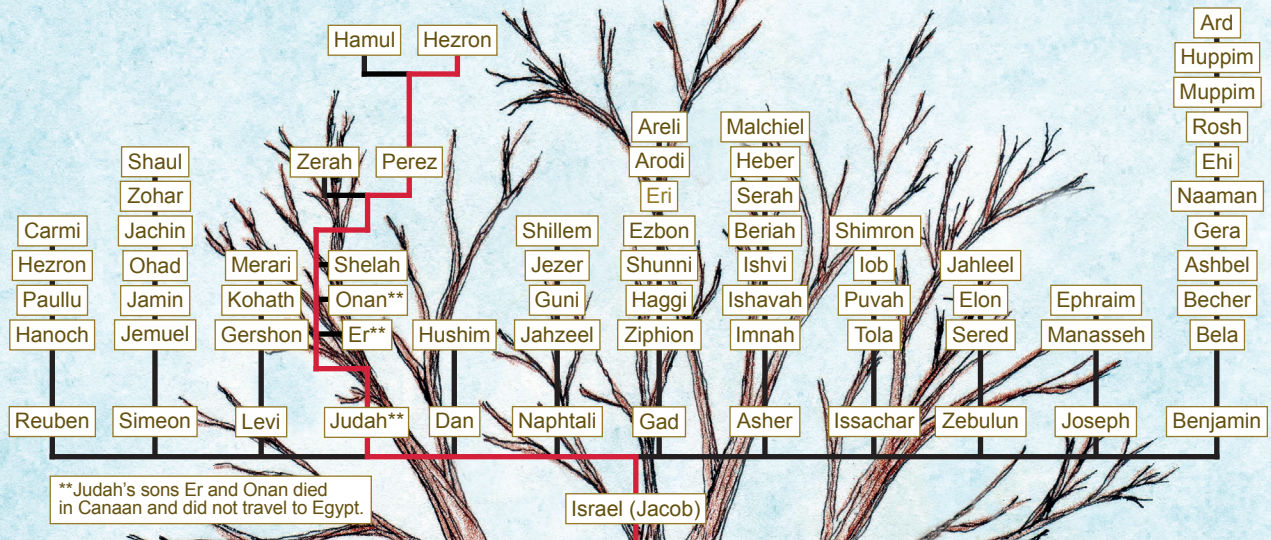 Ard
Hamul Hezron
Huppim
Muppim
Areli Malchiel Rosh
Shaul Zerah Perez Arodi Heber Ehi
Zohar Eri Serah Naaman
Carmi Jachin Shillem Ezbon Beriah Shimron Gera
Hezron Ohad Merari Shelah Jezer Shunni Ishvi Iob Jahleel Ashbel
Paullu Jamin Kohath Onan** Guni Haggi Ishavah Puvah Elon Ephraim Becher
Hanoch Jemuel Gershon Er** Hushim Jahzeel Ziphion Imnah Tola Sered Manasseh Bela
Reuben Simeon Levi Judah** Dan Naphtali Gad Asher Issachar Zebulun Joseph Benjamin
**Judah's sons Er and Onan died
in Canaan and did not travel to Egypt.
Israel (Jacob)